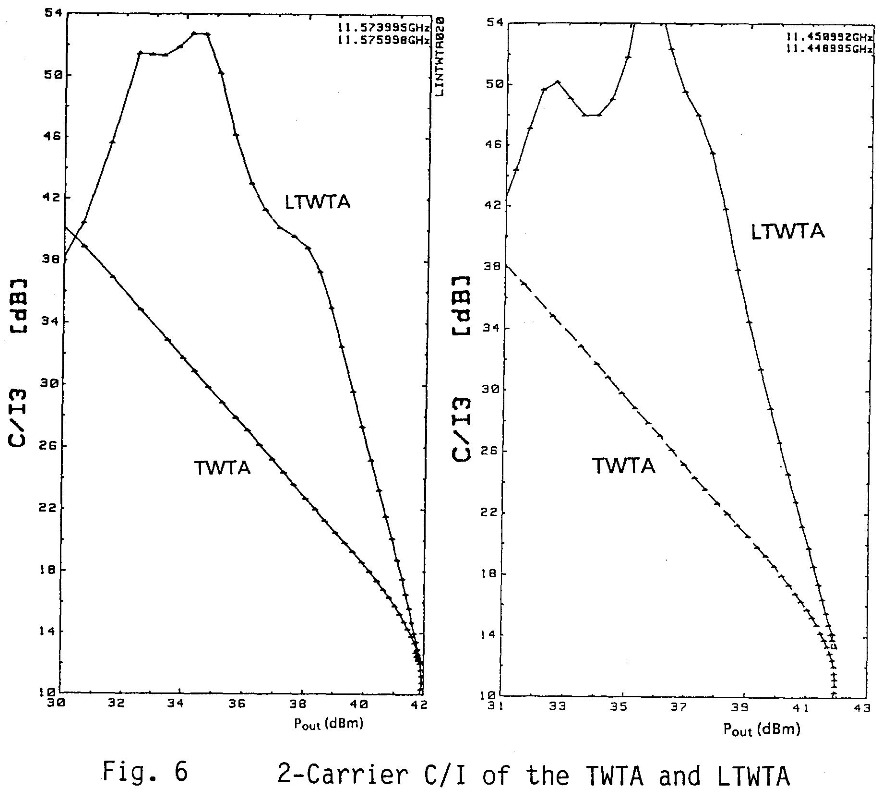 11.573995GHz
11.575998GHz
LINTWTA020
54
50
46
42
38
34
30
26
22
18
14
10
C/I3 [dB]
LTWTA
TWTA
30 32 34 36 38 40 42
Pout (dBm)
11.450992GHz
11.448995GHz
54
50
46
42
38
34
30
26
22
18
14
10
C/I3 [dB]
LTWTA
TWTA
31 33 35 37 39 41 43
Pout (dBm)
Fig. 6 2-Carrier C/I of the TWTA and LTWTA